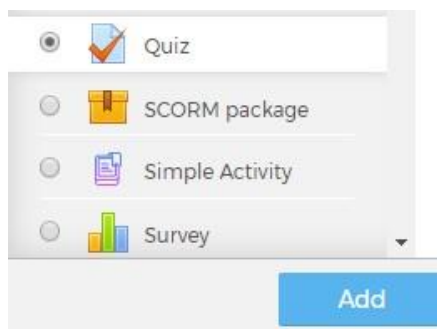 Quiz
SCORM package
Simple Activity
Survey
Add